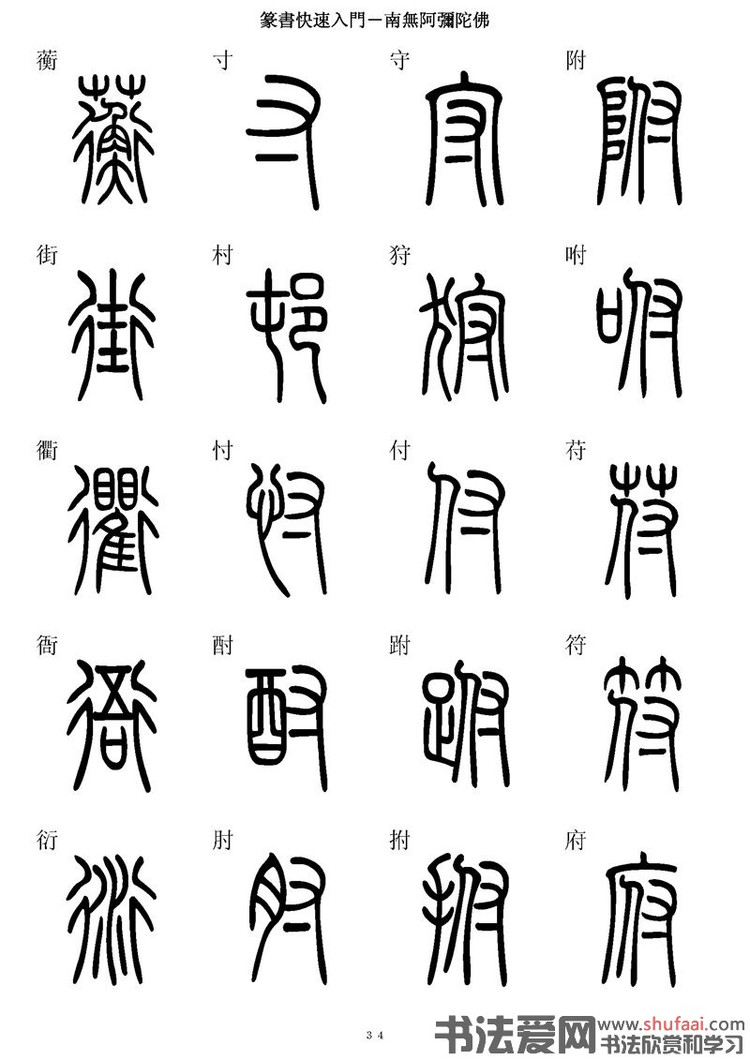 篆書快速入門－南無阿彌陀佛
蘅 寸 守 附
街 村 狩 咐
衢 忖 付 苻
衙 酎 跗 符
衍 肘 拊 府
34
书法爱网 www.shufaai.com
书法欣赏和学习